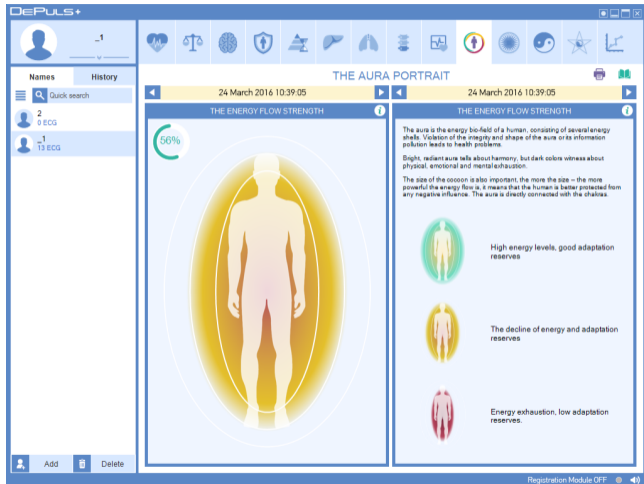 DePuls+
_1
Names
History
Quick search
2
0 ECG
_1
13 ECG
Add
Delete
THE AURA PORTRAIT
24 March 2016 10:39:05
THE ENERGY FLOW STRENGTH
i
56%
24 March 2016 10:39:05
THE ENERGY FLOW STRENGTH
i
The aura is the energy bio-field of a human, consisting of several energy
shells. Violation of the integrity and shape of the aura or its information
pollution leads to health problems.
Bright, radiant aura tells about harmony, but dark colors witness about
physical, emotional and mental exhaustion.
The size of the cocoon is also important, the more the size – the more
powerful the energy flow is, it means that the human is better protected from
any negative influence. The aura is directly connected with the chakras.
High energy levels, good adaptation
reserves
The decline of energy and adaptation
reserves
Energy exhaustion, low adaptation
reserves.
Registration Module OFF